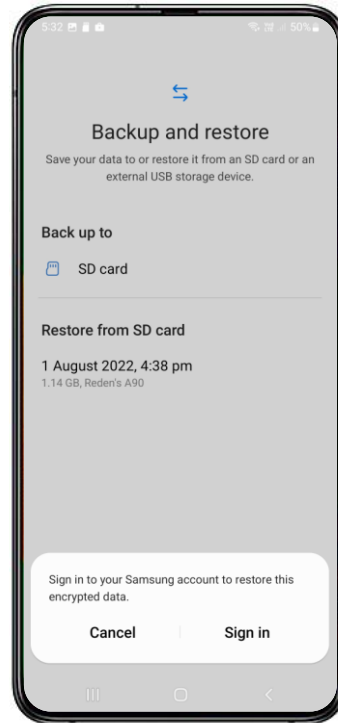 5:32
50%
Backup and restore
Save your data to or restore it from an SD card or an
external USB storage device.
Back up to
SD card
Restore from SD card
1 August 2022, 4:38 pm
1.14 GB, Reden's A90
Sign in to your Samsung account to restore this
encrypted data.
Cancel
Sign in